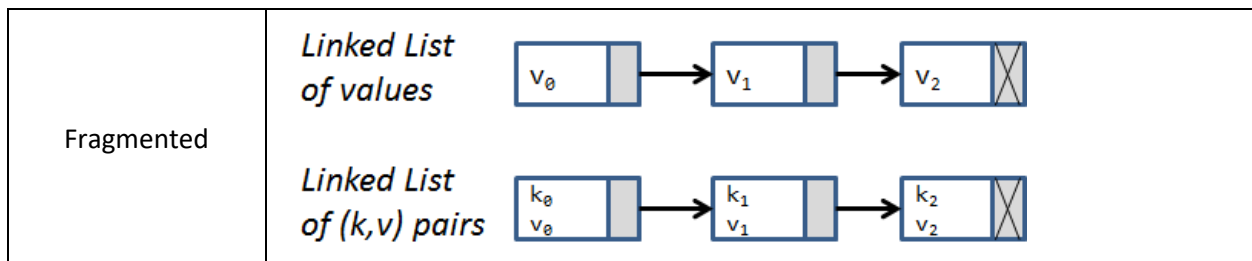 Fragmented
Linked List
of values
v₀
v₁
v₂
Linked List
of (k,v) pairs
k₀
v₀
k₁
v₁
k₂
v₂